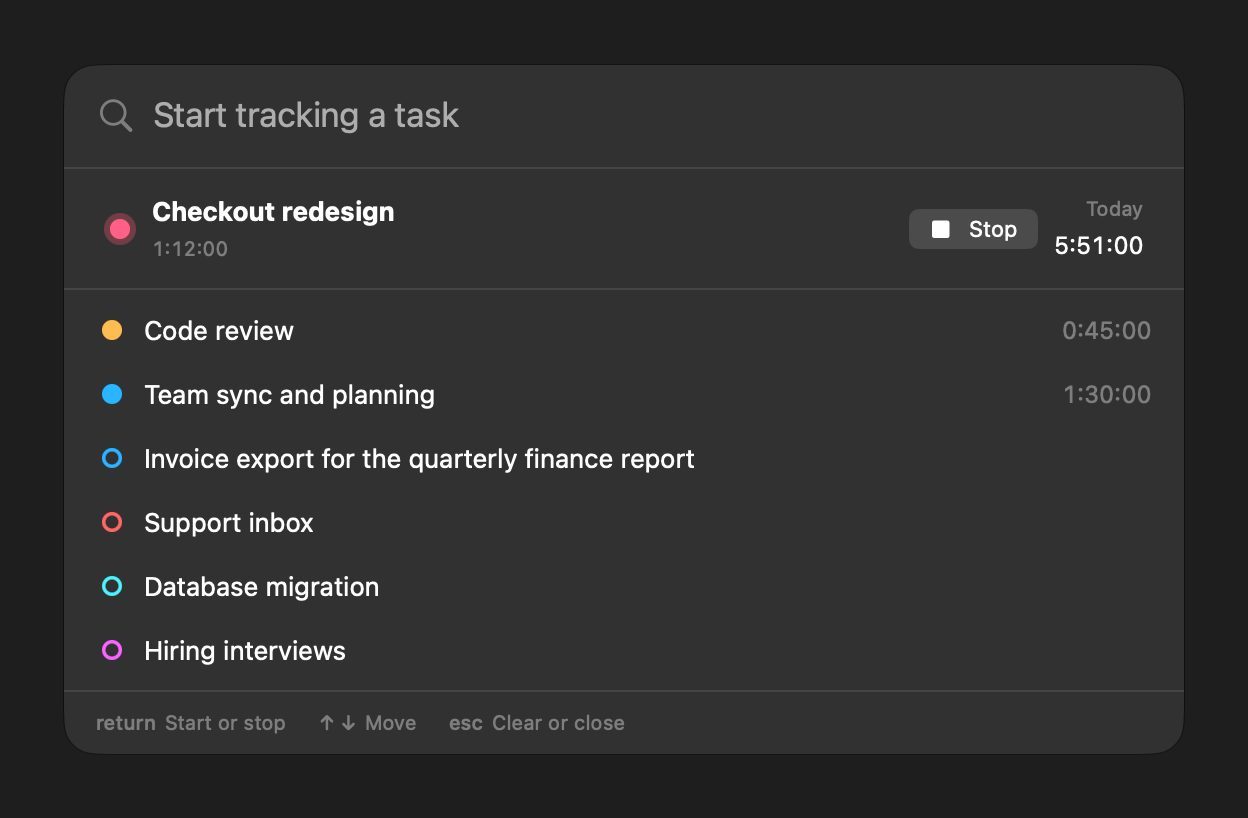 Start tracking a task
Checkout redesign
1:12:00
Stop
Today
5:51:00
Code review 0:45:00
Team sync and planning 1:30:00
Invoice export for the quarterly finance report
Support inbox
Database migration
Hiring interviews
return Start or stop ↑ ↓ Move esc Clear or close